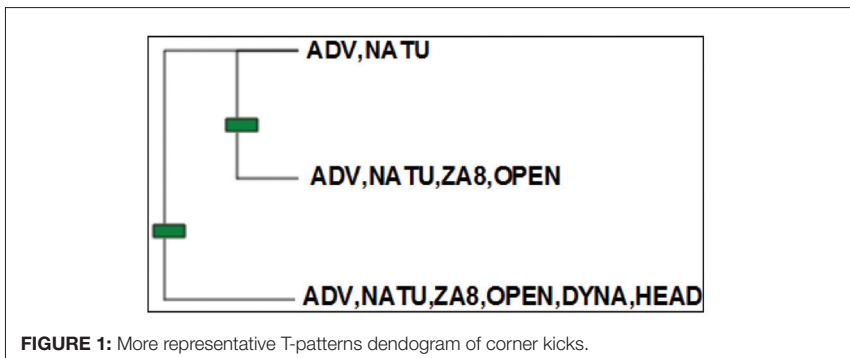 ADV,NATU
ADV,NATU,ZA8,OPEN
ADV,NATU,ZA8,OPEN,DYNA,HEAD
FIGURE 1: More representative T-patterns dendogram of corner kicks.